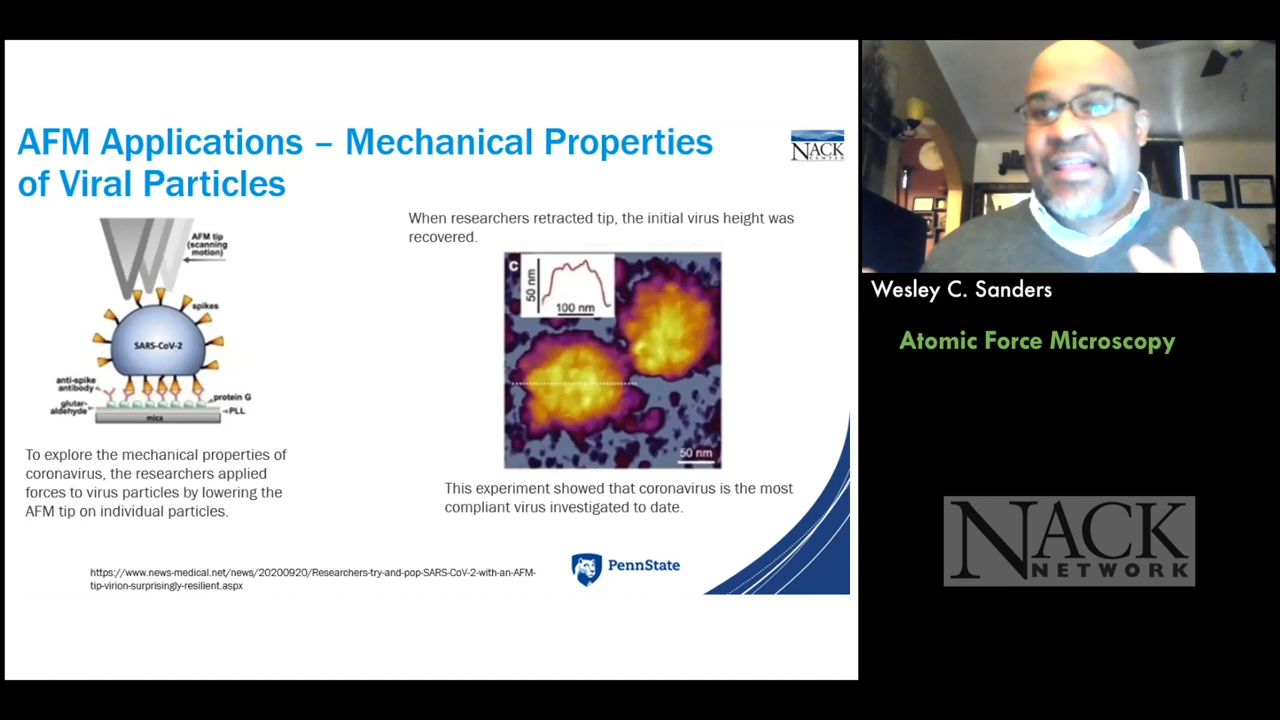 AFM Applications – Mechanical Properties
of Viral Particles
NACK
CENTER
AFM tip
(scanning
motion)
spikes
SARS-CoV-2
anti-spike
antibody
glutar-
aldehyde
protein G
PLL
mica
To explore the mechanical properties of
coronavirus, the researchers applied
forces to virus particles by lowering the
AFM tip on individual particles.
When researchers retracted tip, the initial virus height was
recovered.
C
50 nm
100 nm
50 nm
This experiment showed that coronavirus is the most
compliant virus investigated to date.
https://www.news-medical.net/news/20200920/Researchers-try-and-pop-SARS-CoV-2-with-an-AFM-
tip-virion-surprisingly-resilient.aspx
PennState
Wesley C. Sanders
Atomic Force Microscopy
NACK
NETWORK